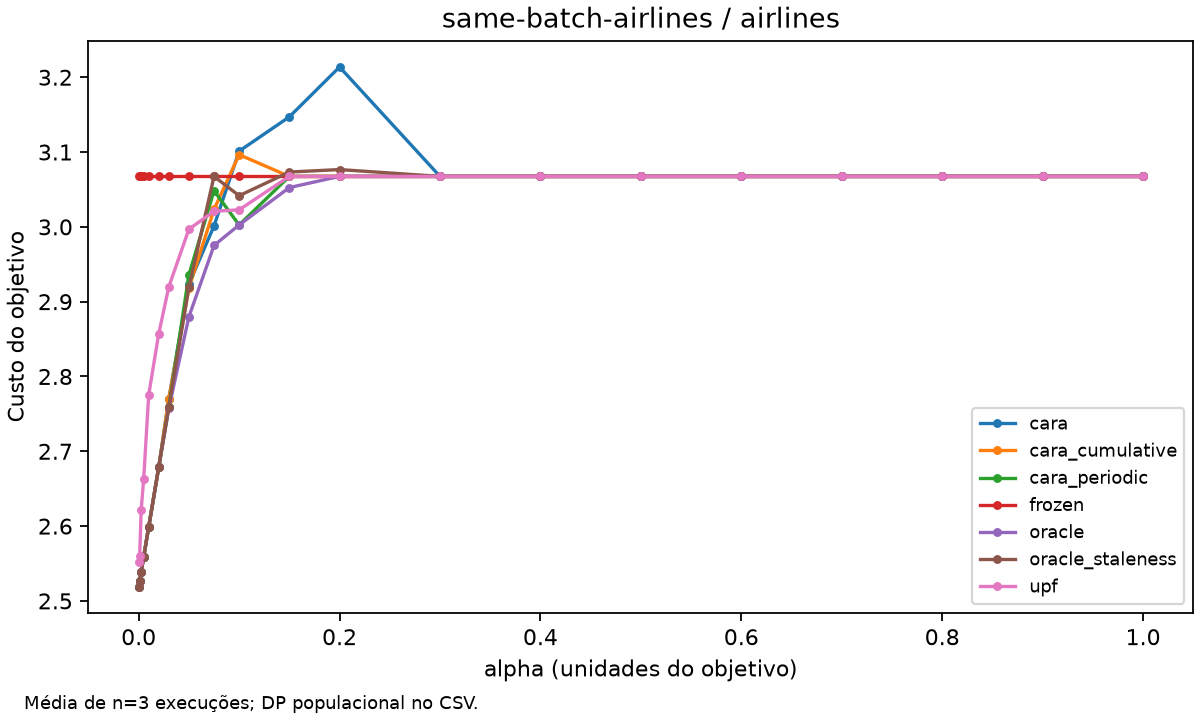 same-batch-airlines / airlines
Custo do objetivo
3.2
3.1
3.0
2.9
2.8
2.7
2.6
2.5
cara
cara_cumulative
cara_periodic
frozen
oracle
oracle_staleness
upf
0.0 0.2 0.4 0.6 0.8 1.0
alpha (unidades do objetivo)
Média de n=3 execuções; DP populacional no CSV.